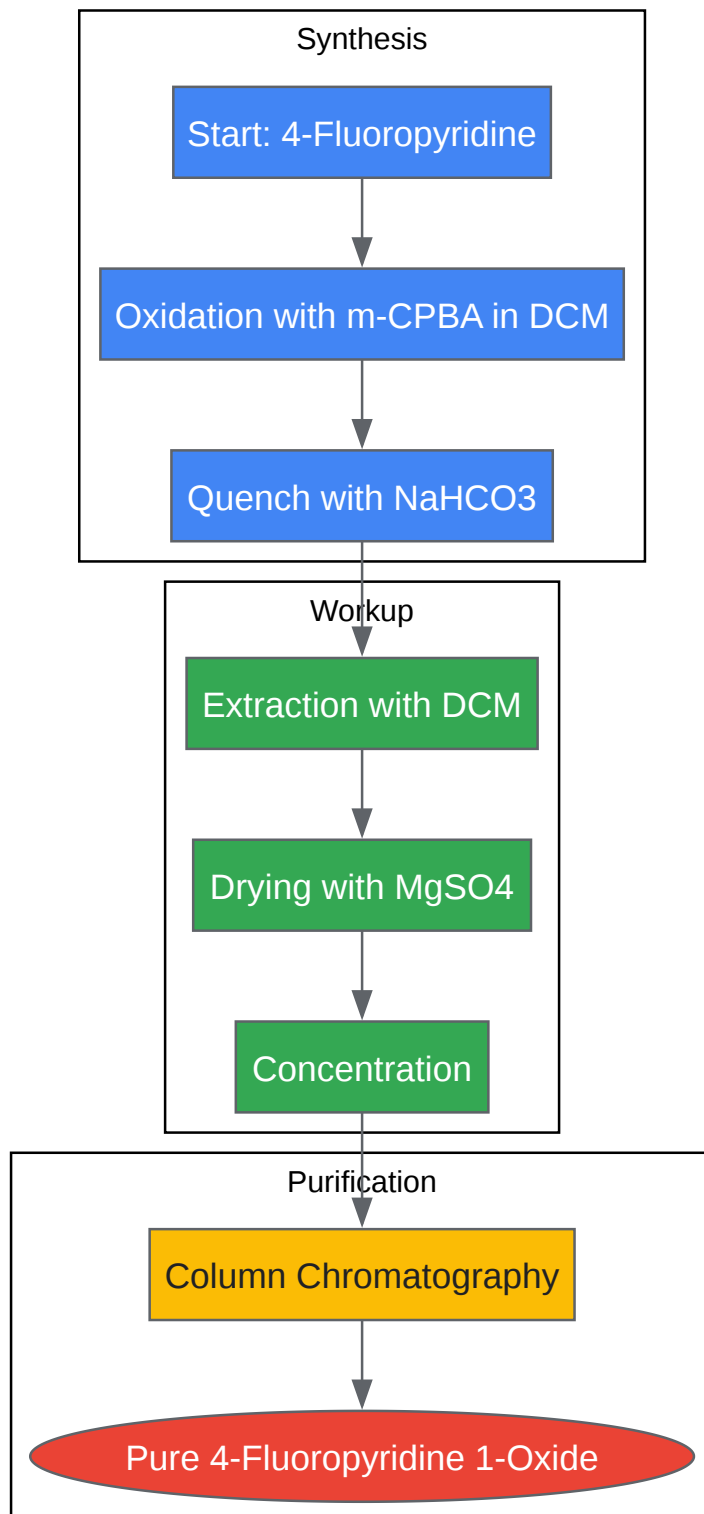 Synthesis
Start: 4-Fluoropyridine
Oxidation with m-CPBA in DCM
Quench with NaHCO3
Workup
Extraction with DCM
Drying with MgSO4
Concentration
Purification
Column Chromatography
Pure 4-Fluoropyridine 1-Oxide